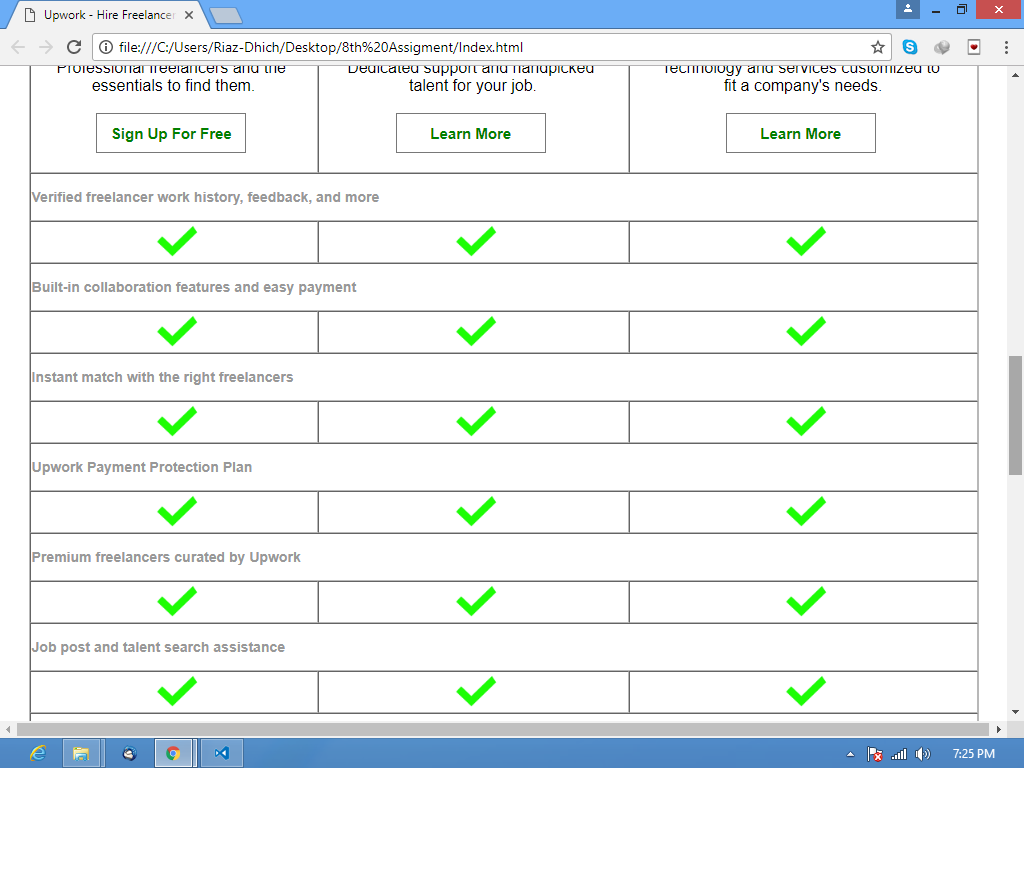 Upwork - Hire Freelancer
file:///C:/Users/Riaz-Dhich/Desktop/8th%20Assigment/Index.html
Professional freelancers and the
essentials to find them.
Dedicated support and handpicked
talent for your job.
Technology and services customized to
fit a company's needs.
Sign Up For Free
Learn More
Learn More
Verified freelancer work history, feedback, and more
Built-in collaboration features and easy payment
Instant match with the right freelancers
Upwork Payment Protection Plan
Premium freelancers curated by Upwork
Job post and talent search assistance
7:25 PM